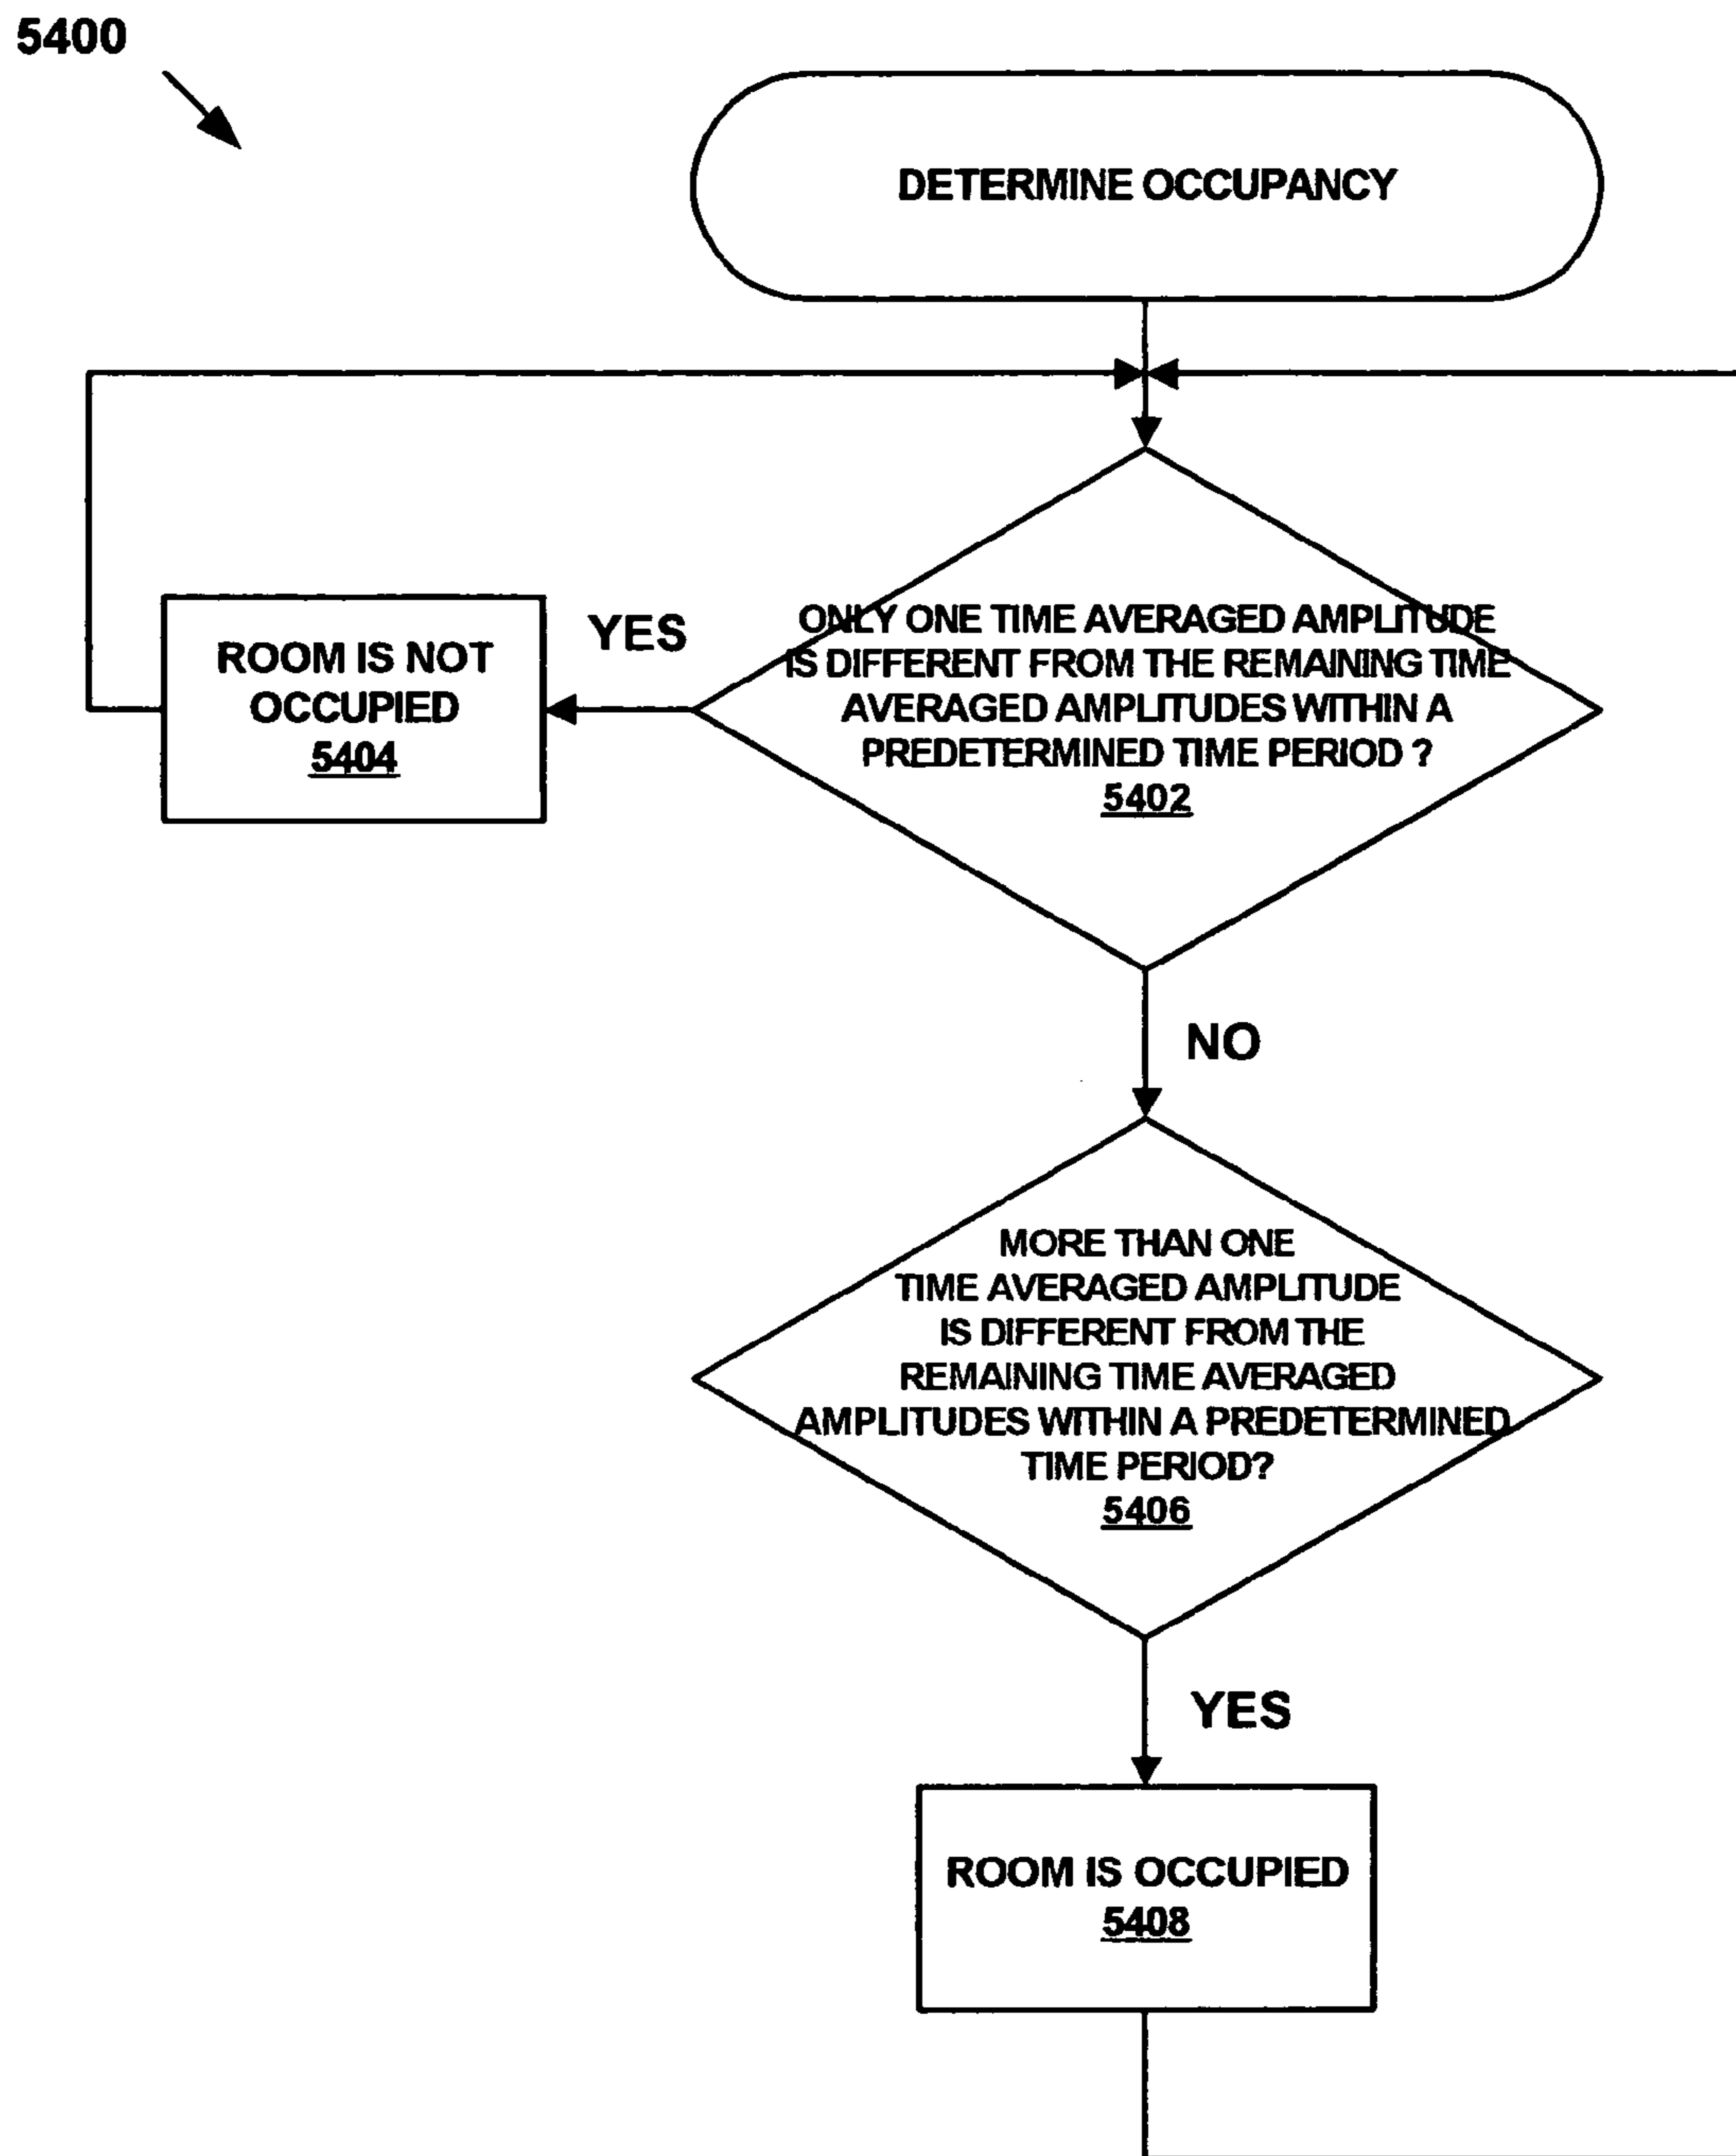 5400
DETERMINE OCCUPANCY
ONLY ONE TIME AVERAGED AMPLITUDE
IS DIFFERENT FROM THE REMAINING TIME
AVERAGED AMPLITUDES WITHIN A
PREDETERMINED TIME PERIOD ?
5402
YES
ROOM IS NOT
OCCUPIED
5404
NO
MORE THAN ONE
TIME AVERAGED AMPLITUDE
IS DIFFERENT FROM THE
REMAINING TIME AVERAGED
AMPLITUDES WITHIN A PREDETERMINED
TIME PERIOD?
5406
YES
ROOM IS OCCUPIED
5408